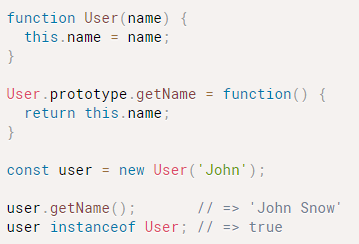 function User(name) {
  this.name = name;
}
User.prototype.getName = function() {
  return this.name;
}
const user = new User('John');
user.getName();        // => 'John Snow'
user instanceof User; // => true